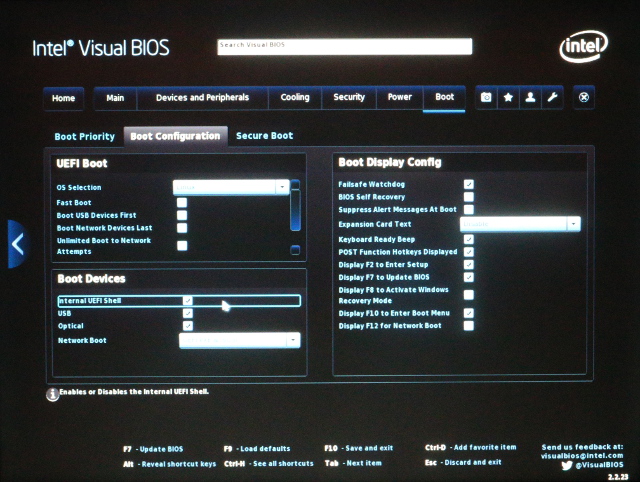 Intel® Visual BIOS
Search Visual BIOS
intel
Home
Main
Devices and Peripherals
Cooling
Security
Power
Boot
Boot Priority
Boot Configuration
Secure Boot
UEFI Boot
OS Selection
Fast Boot
Boot USB Devices First
Boot Network Devices Last
Unlimited Boot to Network
Attempts
Boot Devices
Internal UEFI Shell
USB
Optical
Network Boot
Boot Display Config
Failsafe Watchdog
BIOS Self Recovery
Suppress Alert Messages At Boot
Expansion Card Text
Keyboard Ready Beep
POST Function Hotkeys Displayed
Display F2 to Enter Setup
Display F7 to Update BIOS
Display F8 to Activate Windows
Recovery Mode
Display F10 to Enter Boot Menu
Display F12 for Network Boot
Enables or Disables the Internal UEFI Shell.
F7 - Update BIOS
F9 - Load defaults
F10 - Save and exit
Ctrl-D - Add favorite item
Alt - Reveal shortcut keys
Ctrl-H - See all shortcuts
Tab - Next item
Esc - Discard and exit
Send us feedback at:
visualbios@intel.com
@VisualBIOS
2.2.23